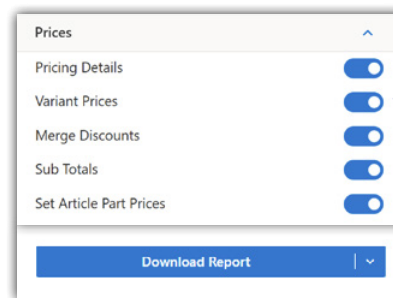 Prices
Pricing Details
Variant Prices
Merge Discounts
Sub Totals
Set Article Part Prices
Download Report